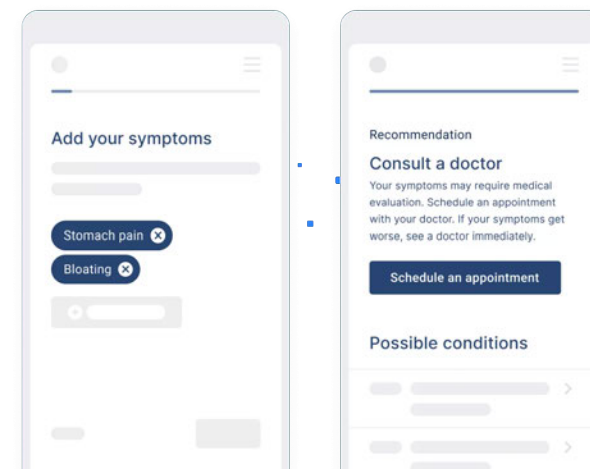 Add your symptoms
Stomach pain
Bloating
Recommendation
Consult a doctor
Your symptoms may require medical
evaluation. Schedule an appointment
with your doctor. If your symptoms get
worse, see a doctor immediately.
Schedule an appointment
Possible conditions